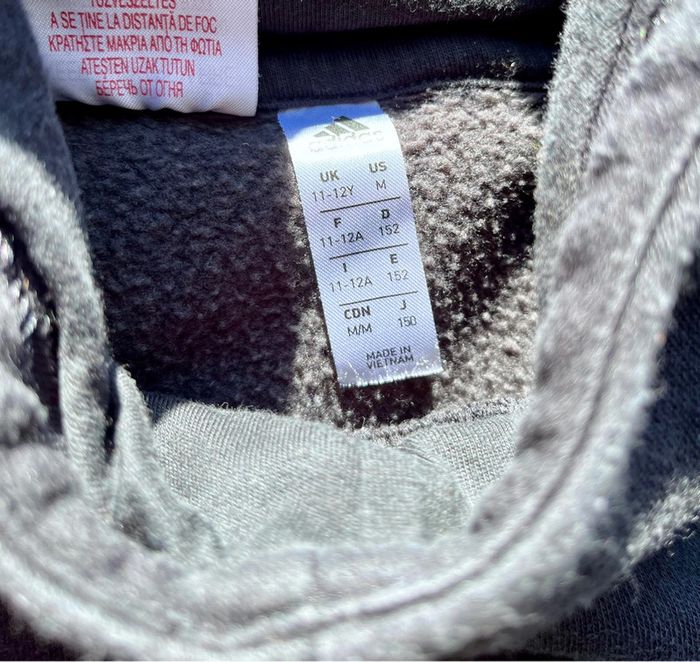 TŰZVESZÉLYES
A SE ȚINE LA DISTANȚĂ DE FOC
ΚΡΑΤΗΣΤΕ ΜΑΚΡΙΑ ΑΠΟ ΤΗ ΦΩΤΙΑ
ATEŞTEN UZAK TUTUN
БЕРЕЧЬ ОТ ОГНЯ
adidas
UK US
11-12Y M
F D
11-12A 152
I E
11-12A 152
CDN J
M/M 150
MADE IN
VIETNAM